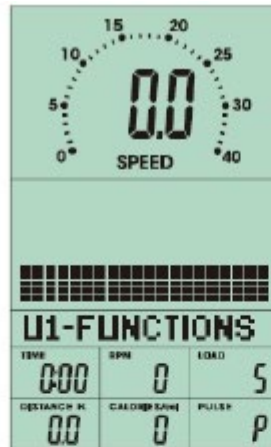 15 20
10 25
5 30
0 40
0.0
SPEED
U1-FUNCTIONS
TIME RPM LOAD
0:00 0 5
DISTANCE K CALORIES/(m) PULSE
0.0 0 P